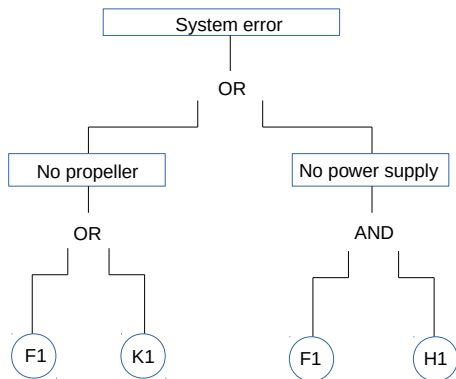 System error
OR
No propeller
No power supply
OR
AND
F1
K1
F1
H1